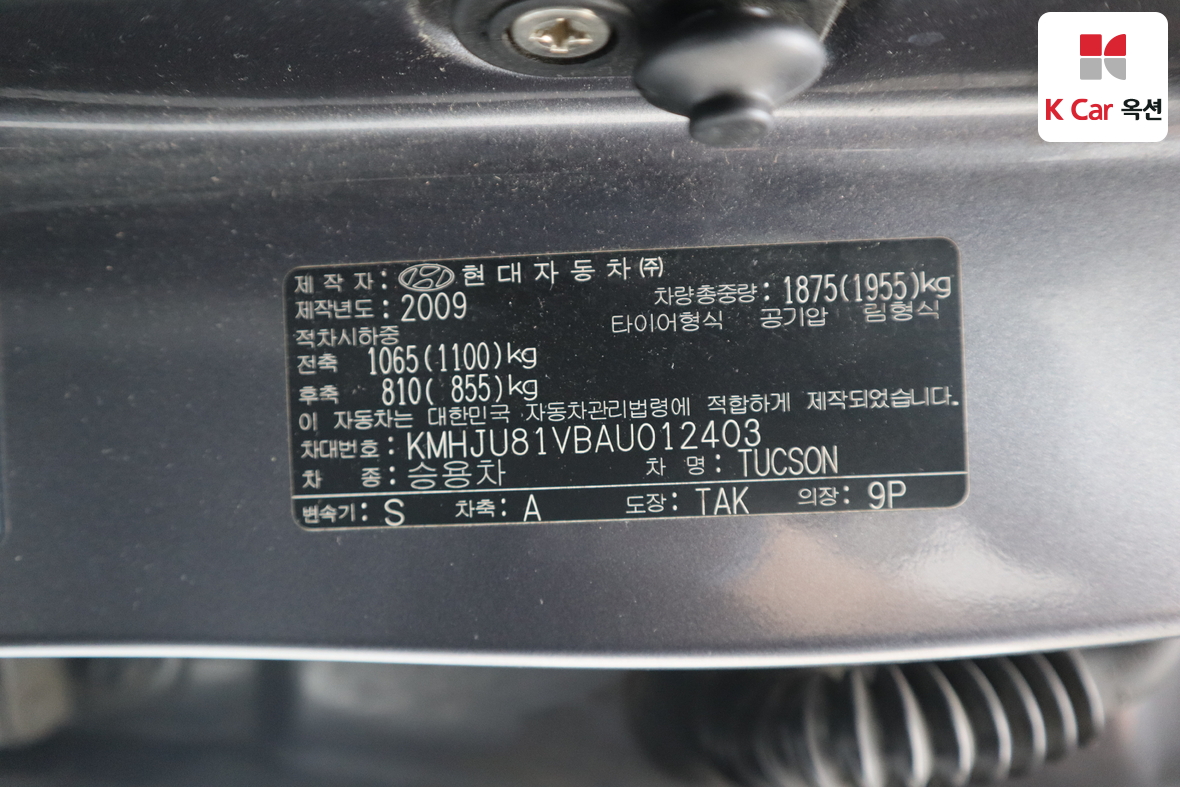 K Car 옥션
제 작 자 : 현 대 자 동 차 ㈜
제작년도 : 2009 차량총중량 : 1875(1955)kg
적차시하중 타이어형식 공기압 림형식
전축 1065(1100)kg
후축 810( 855)kg
이 자동차는 대한민국 자동차관리법령에 적합하게 제작되었습니다.
차대번호 : KMHJU81VBAU012403
차 종 : 승용차 차 명 : TUCSON
변속기 : S 차축 : A 도장 : TAK 의장 : 9P